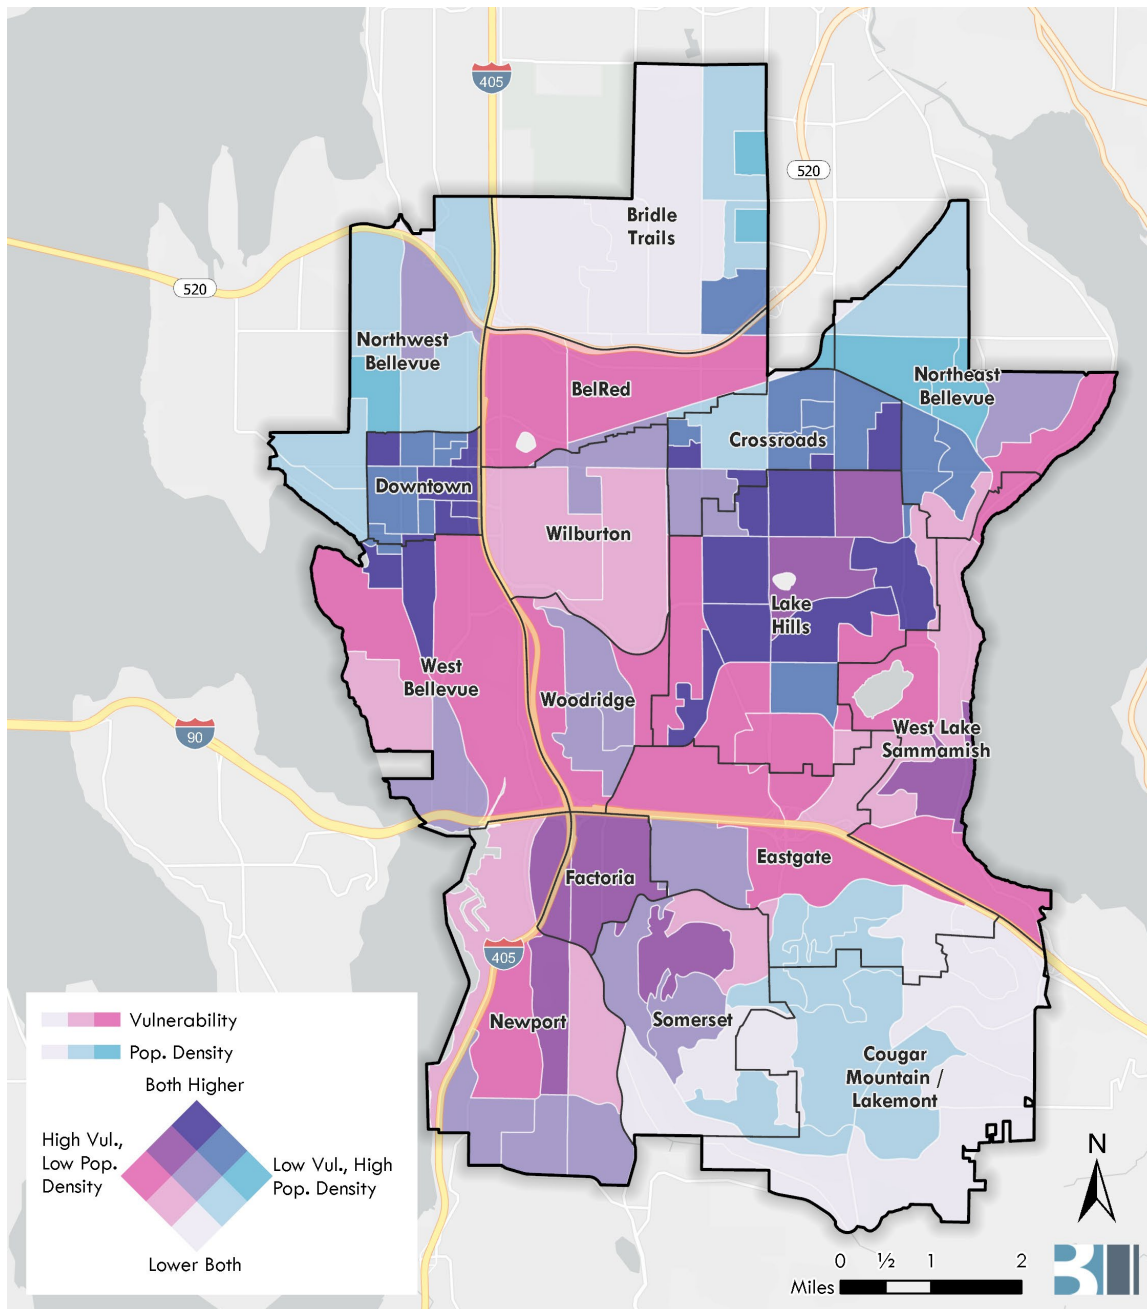 405
520
Bridle
Trails
520
Northwest
Bellevue
BelRed
Northeast
Bellevue
Crossroads
Downtown
Wilburton
Lake
Hills
West
Bellevue
Woodridge
West Lake
Sammamish
90
Eastgate
Factoria
405
Newport
Somerset
Cougar
Mountain /
Lakemont
Vulnerability
Pop. Density
Both Higher
High Vul.,
Low Pop.
Density
Low Vul., High
Pop. Density
Lower Both
N
0 ½ 1 2
Miles